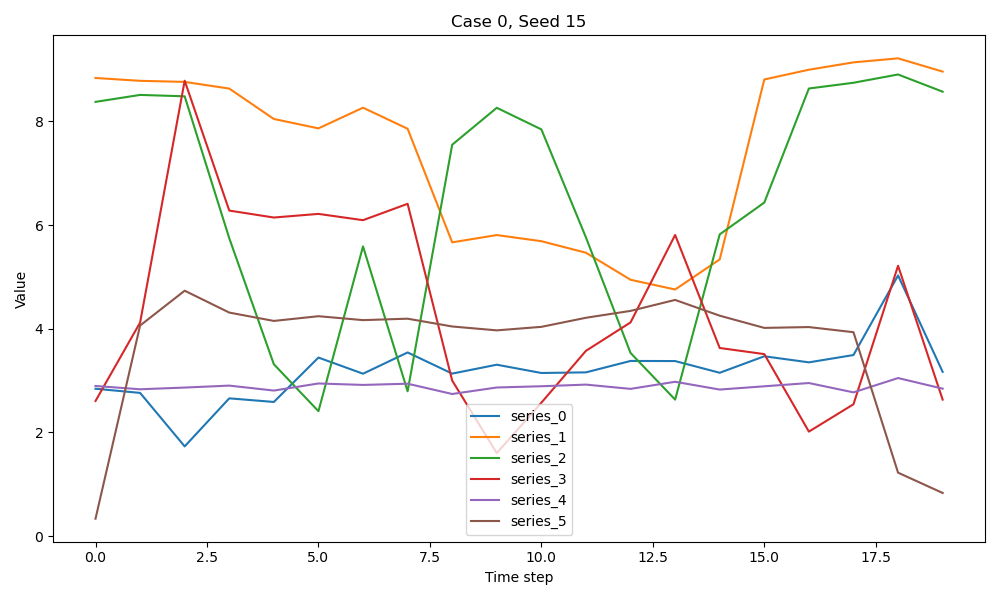 Case 0, Seed 15
Value
8
6
4
2
0
series_0
series_1
series_2
series_3
series_4
series_5
0.0 2.5 5.0 7.5 10.0 12.5 15.0 17.5
Time step